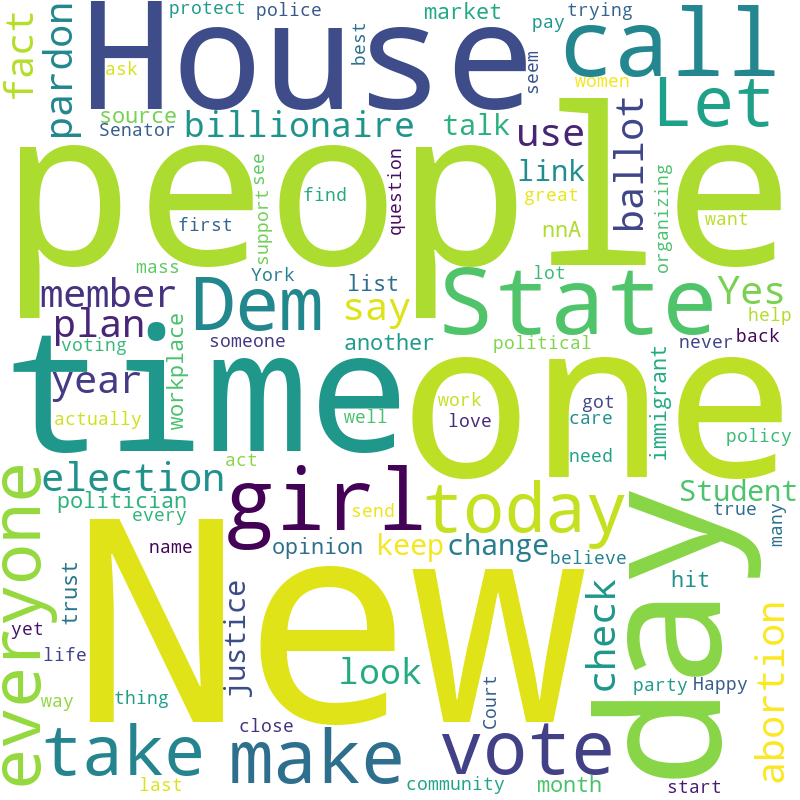 protect police market pay trying
fact pardon ask House best seem women call
source Senator billionaire talk use link Let ballot
people question great organizing want
first find support see nnA
mass York list lot
member Dem say State Yes
plan voting someone another political never help back
time year workplace one immigrant
actually well work love got care policy
election act need
politician every girl today Student
everyone name send opinion keep change believe true many
trust New hit day
yet life justice check abortion
way thing look party Happy
close Court
take make vote
last community month start